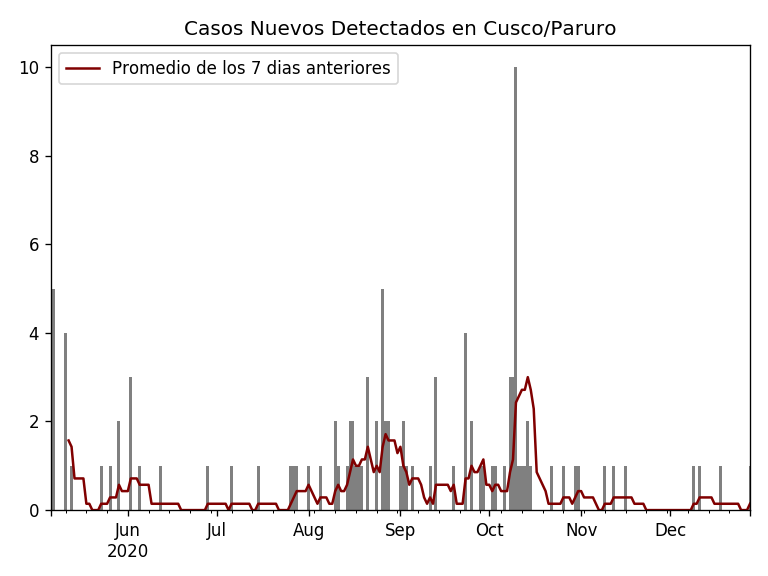 Casos Nuevos Detectados en Cusco/Paruro
Promedio de los 7 dias anteriores
10
8
6
4
2
0
Jun Jul Aug Sep Oct Nov Dec
2020